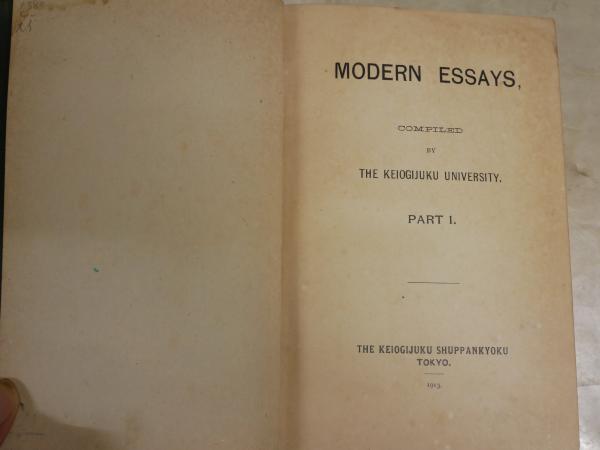 MODERN ESSAYS,
COMPILED
BY
THE KEIOGIJUKU UNIVERSITY.
PART I.
THE KEIOGIJUKU SHUPPANKYOKU
TOKYO.
1913.